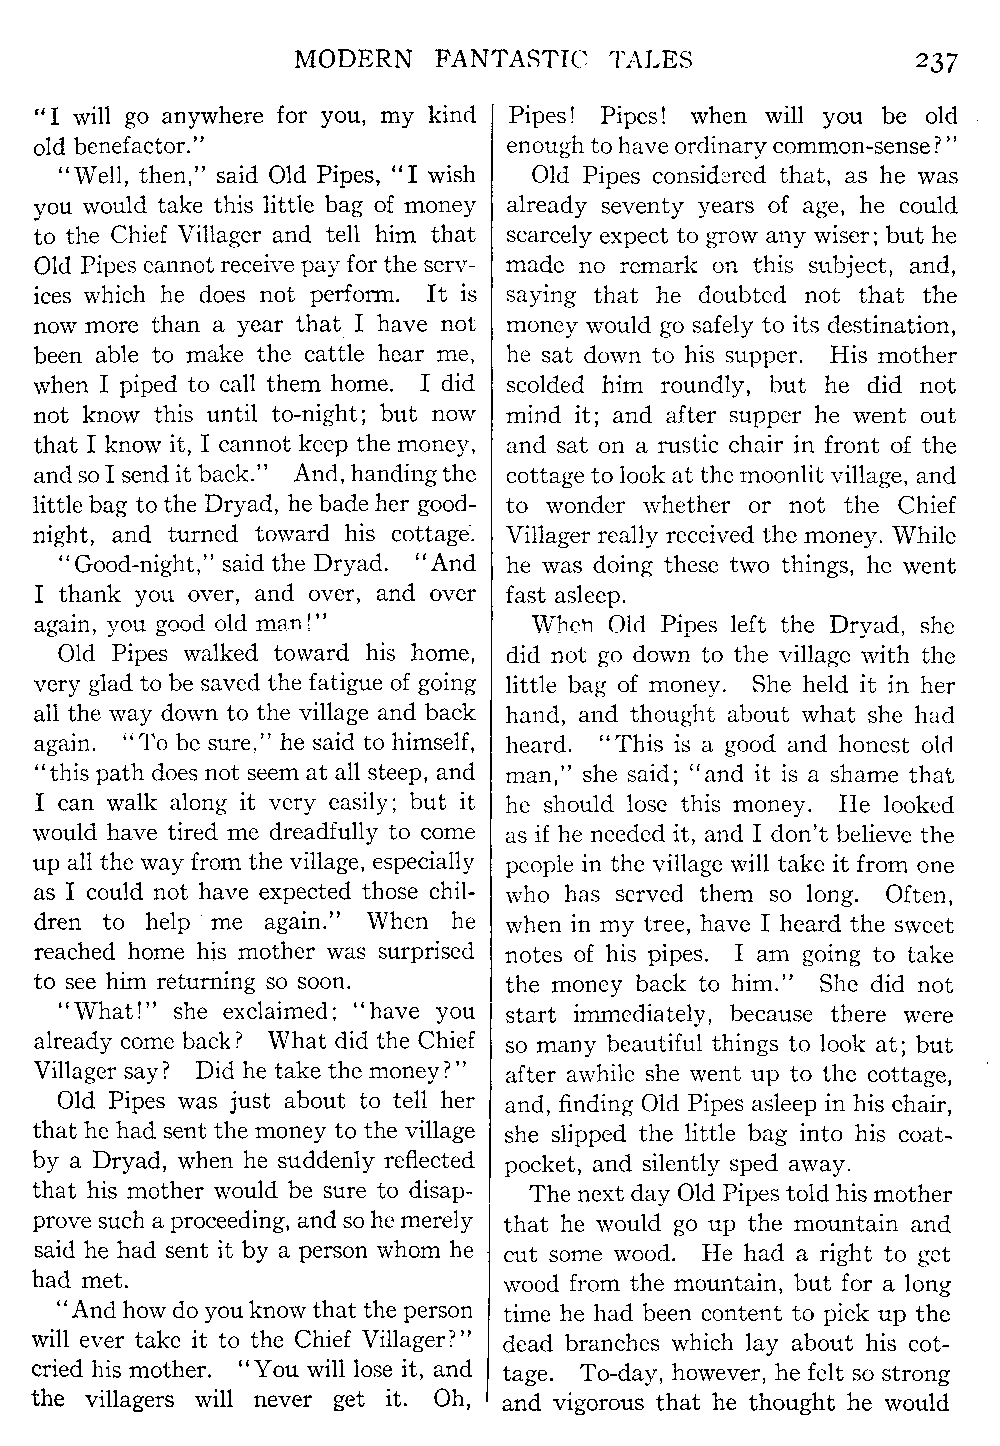 MODERN FANTASTIC TALES 237
"I will go anywhere for you, my kind
old benefactor."
"Well, then," said Old Pipes, "I wish
you would take this little bag of money
to the Chief Villager and tell him that
Old Pipes cannot receive pay for the serv-
ices which he does not perform. It is
now more than a year that I have not
been able to make the cattle hear me,
when I piped to call them home. I did
not know this until to-night; but now
that I know it, I cannot keep the money,
and so I send it back." And, handing the
little bag to the Dryad, he bade her good-
night, and turned toward his cottage.
"Good-night," said the Dryad. "And
I thank you over, and over, and over
again, you good old man!"
Old Pipes walked toward his home,
very glad to be saved the fatigue of going
all the way down to the village and back
again. "To be sure," he said to himself,
"this path does not seem at all steep, and
I can walk along it very easily; but it
would have tired me dreadfully to come
up all the way from the village, especially
as I could not have expected those chil-
dren to help me again." When he
reached home his mother was surprised
to see him returning so soon.
"What!" she exclaimed; "have you
already come back? What did the Chief
Villager say? Did he take the money?"
Old Pipes was just about to tell her
that he had sent the money to the village
by a Dryad, when he suddenly reflected
that his mother would be sure to disap-
prove such a proceeding, and so he merely
said he had sent it by a person whom he
had met.
"And how do you know that the person
will ever take it to the Chief Villager?"
cried his mother. "You will lose it, and
the villagers will never get it. Oh,
Pipes! Pipes! when will you be old
enough to have ordinary common-sense?"
Old Pipes considered that, as he was
already seventy years of age, he could
scarcely expect to grow any wiser; but he
made no remark on this subject, and,
saying that he doubted not that the
money would go safely to its destination,
he sat down to his supper. His mother
scolded him roundly, but he did not
mind it; and after supper he went out
and sat on a rustic chair in front of the
cottage to look at the moonlit village, and
to wonder whether or not the Chief
Villager really received the money. While
he was doing these two things, he went
fast asleep.
When Old Pipes left the Dryad, she
did not go down to the village with the
little bag of money. She held it in her
hand, and thought about what she had
heard. "This is a good and honest old
man," she said; "and it is a shame that
he should lose this money. He looked
as if he needed it, and I don't believe the
people in the village will take it from one
who has served them so long. Often,
when in my tree, have I heard the sweet
notes of his pipes. I am going to take
the money back to him." She did not
start immediately, because there were
so many beautiful things to look at; but
after awhile she went up to the cottage,
and, finding Old Pipes asleep in his chair,
she slipped the little bag into his coat-
pocket, and silently sped away.
The next day Old Pipes told his mother
that he would go up the mountain and
cut some wood. He had a right to get
wood from the mountain, but for a long
time he had been content to pick up the
dead branches which lay about his cot-
tage. To-day, however, he felt so strong
and vigorous that he thought he would